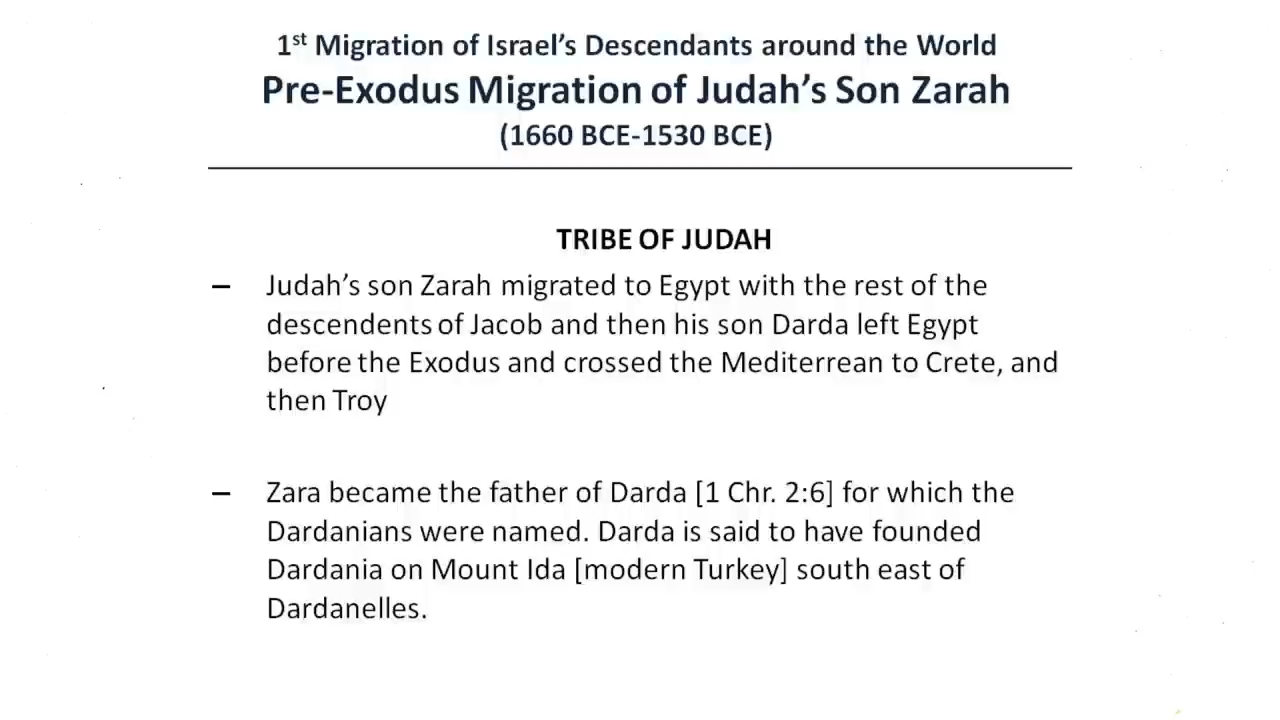 1st Migration of Israel's Descendants around the World
Pre-Exodus Migration of Judah's Son Zarah
(1660 BCE-1530 BCE)
TRIBE OF JUDAH
– Judah's son Zarah migrated to Egypt with the rest of the
descendents of Jacob and then his son Darda left Egypt
before the Exodus and crossed the Mediterrean to Crete, and
then Troy
– Zara became the father of Darda [1 Chr. 2:6] for which the
Dardanians were named. Darda is said to have founded
Dardania on Mount Ida [modern Turkey] south east of
Dardanelles.